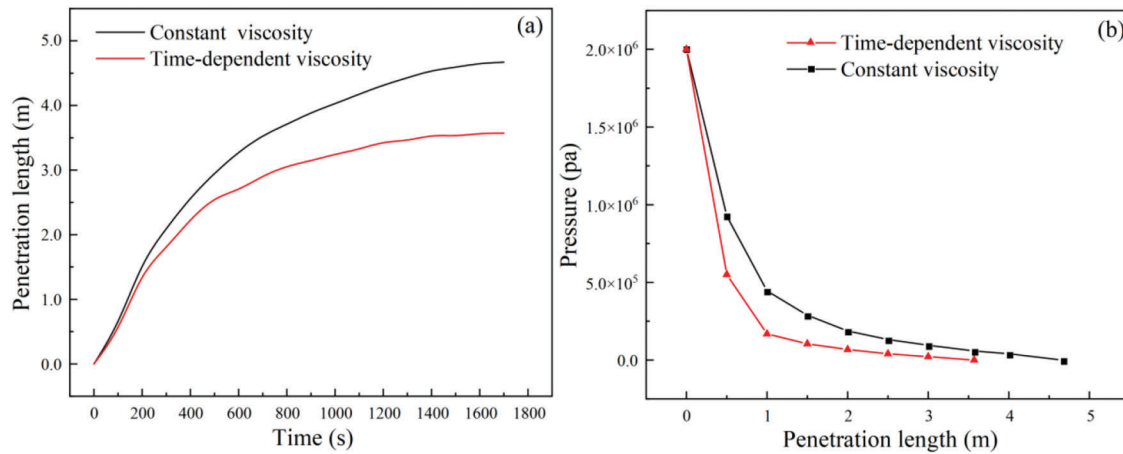 (a)
Constant viscosity
Time-dependent viscosity
5.0
4.0
3.0
2.0
1.0
0.0
Penetration length (m)
0 200 400 600 800 1000 1200 1400 1600 1800
Time (s)
(b)
Time-dependent viscosity
Constant viscosity
2.0×10⁶
1.5×10⁶
1.0×10⁶
5.0×10⁵
0.0
Pressure (pa)
0 1 2 3 4 5
Penetration length (m)